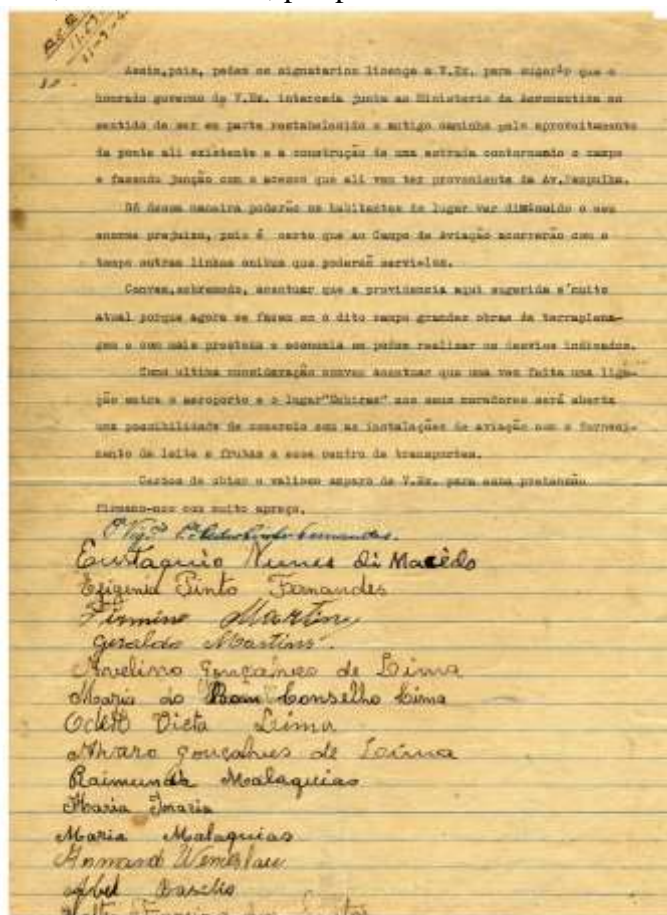 Assim,pois, pedem os signatarios licença a V.Ex. para sugerir que o
honrado governo de V.Ex. interceda junto ao Ministerio da Aeronautica no
sentido de ser em parte restabelecido o antigo caminho pelo aproveitamento
da ponte ali existente e a construção de uma estrada contornando o campo
e fazendo junção com o acesso que ali vem ter proveniente da Av.Pampulha.
Só dessa maneira poderão os habitantes do lugar ver diminuido o seu
enorme prejuizo, pois é certo que ao Campo de Aviação acorrerão com o
tempo outras linhas onibus que poderão servi-los.
Convem,sobremodo, acentuar que a providencia aqui sugerida é muito
atual porque agora se fazem no dito campo grandes obras de terraplena-
gem e com mais presteza e economia se podem realizar os desvios indicados.
Como ultima consideração convem acentuar que uma vez feita uma liga-
ção entre o aeroporto e o lugar aos seus moradores será aberta
uma possibilidade de comercio com as instalações de aviação com o forneci-
mento de leite e frutas a esse centro de transportes.
Certos de obter o valioso amparo de V.Ex. para essa pretensão
firmamo-nos com muito apreço.
Fernandes.
Eustaquio Nunes di Macêdo
Efigenia Pinto Fernandes
Firmino Martins
Geraldo Martins.
Avelino Gonçalves de Lima
Maria do Bom Conselho Lima
Lima
Alvaro Gonçalves de Lima
Raimunda Malaquias
Maria
Maria Malaquias
Abel Basilio